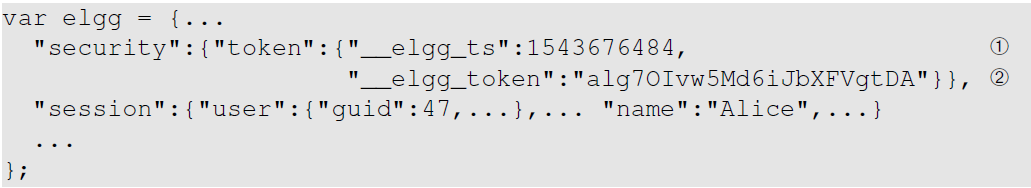 var elgg = {...
"security":{"token":{"__elgg_ts":1543676484, ①
"__elgg_token":"alg7OIvw5Md6iJbXFVgtDA"}}, ②
"session":{"user":{"guid":47,...},... "name":"Alice",...}
...
};